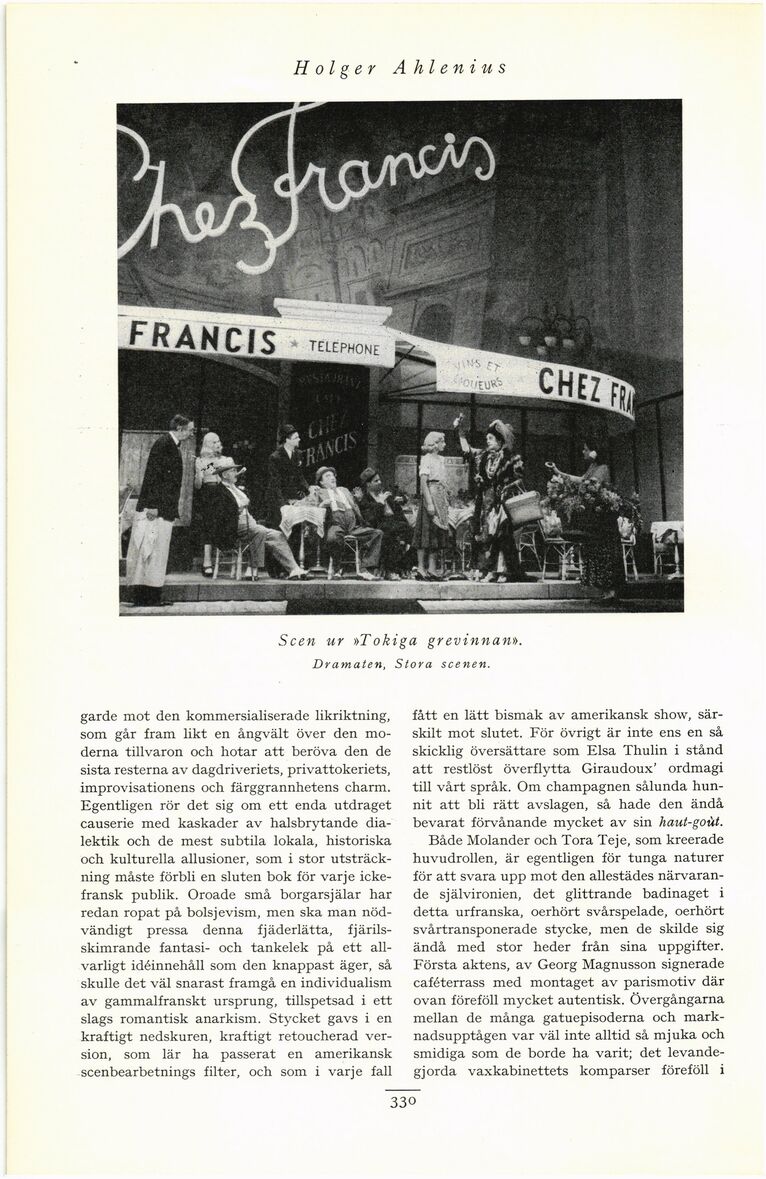 Holger Ahlenius
Chez Francis
FRANCIS * TELEPHONE
VINS ET
LIQUEURS
CHEZ FRA
CHEZ
FRANCIS
Scen ur »Tokiga grevinnan».
Dramaten, Stora scenen.
garde mot den kommersialiserade likriktning,
som går fram likt en ångvält över den mo-
derna tillvaron och hotar att beröva den de
sista resterna av dagdriveriets, privattokeriets,
improvisationens och färggrannhetens charm.
Egentligen rör det sig om ett enda utdraget
causerie med kaskader av halsbrytande dia-
lektik och de mest subtila lokala, historiska
och kulturella allusioner, som i stor utsträck-
ning måste förbli en sluten bok för varje icke-
fransk publik. Oroade små borgarsjälar har
redan ropat på bolsjevism, men ska man nöd-
vändigt pressa denna fjäderlätta, fjärils-
skimrande fantasi- och tankelek på ett all-
varligt idéinnehåll som den knappast äger, så
skulle det väl snarast framgå en individualism
av gammalfranskt ursprung, tillspetsad i ett
slags romantisk anarkism. Stycket gavs i en
kraftigt nedskuren, kraftigt retoucherad ver-
sion, som lär ha passerat en amerikansk
scenbearbetnings filter, och som i varje fall
fått en lätt bismak av amerikansk show, sär-
skilt mot slutet. För övrigt är inte ens en så
skicklig översättare som Elsa Thulin i stånd
att restlöst överflytta Giraudoux' ordmagi
till vårt språk. Om champagnen sålunda hun-
nit att bli rätt avslagen, så hade den ändå
bevarat förvånande mycket av sin haut-goût.
Både Molander och Tora Teje, som kreerade
huvudrollen, är egentligen för tunga naturer
för att svara upp mot den allestädes närvaran-
de självironien, det glittrande badinaget i
detta urfranska, oerhört svårspelade, oerhört
svårtransponerade stycke, men de skilde sig
ändå med stor heder från sina uppgifter.
Första aktens, av Georg Magnusson signerade
caféterrass med montaget av parismotiv där
ovan föreföll mycket autentisk. Övergångarna
mellan de många gatuepisoderna och mark-
nadsupptågen var väl inte alltid så mjuka och
smidiga som de borde ha varit; det levande-
gjorda vaxkabinettets komparser föreföll i
330